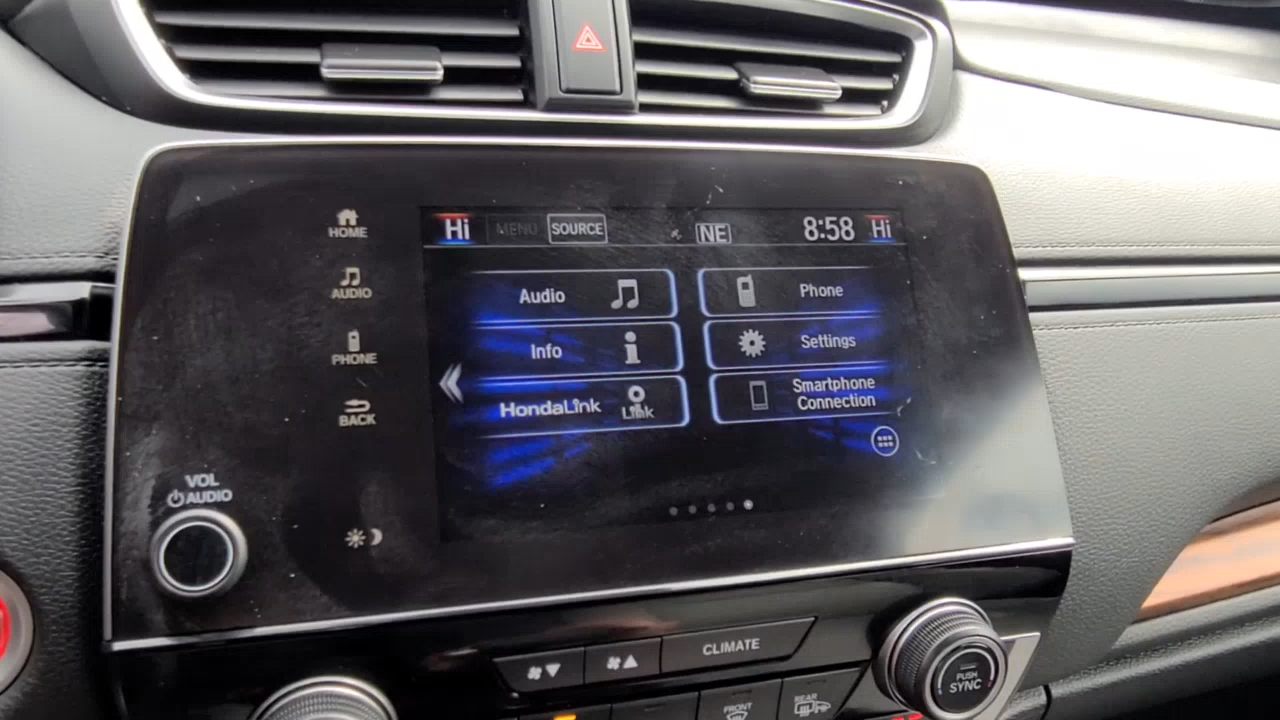 Hi MENU SOURCE NE 8:58 Hi
HOME
AUDIO
PHONE
BACK
Audio
Phone
Info
Settings
HondaLink
Link
Smartphone
Connection
VOL
AUDIO
CLIMATE
PUSH
SYNC
FRONT
REAR